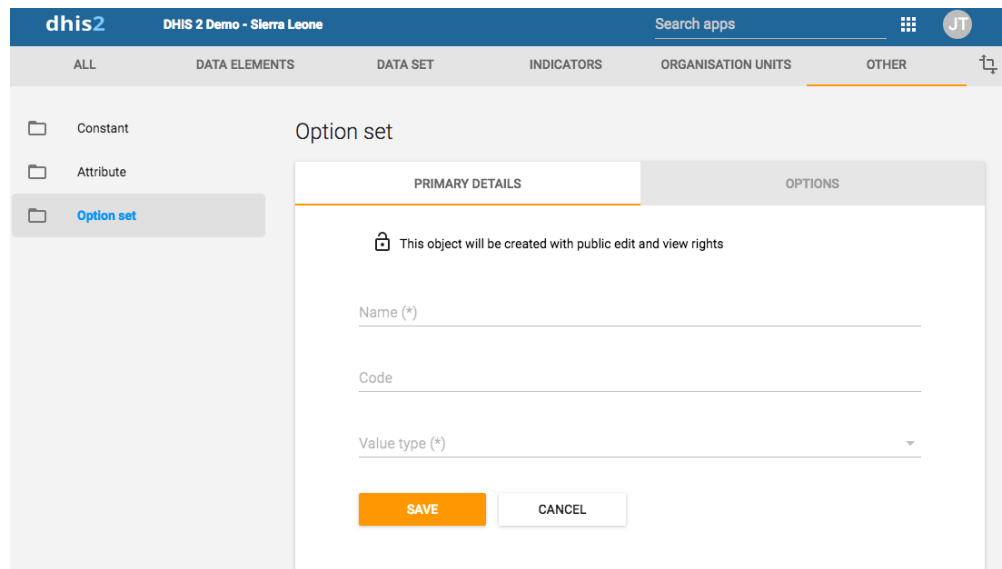 dhis2 DHIS 2 Demo - Sierra Leone Search apps JT
ALL DATA ELEMENTS DATA SET INDICATORS ORGANISATION UNITS OTHER
Constant
Attribute
Option set
Option set
PRIMARY DETAILS OPTIONS
This object will be created with public edit and view rights
Name (*)
Code
Value type (*)
SAVE CANCEL